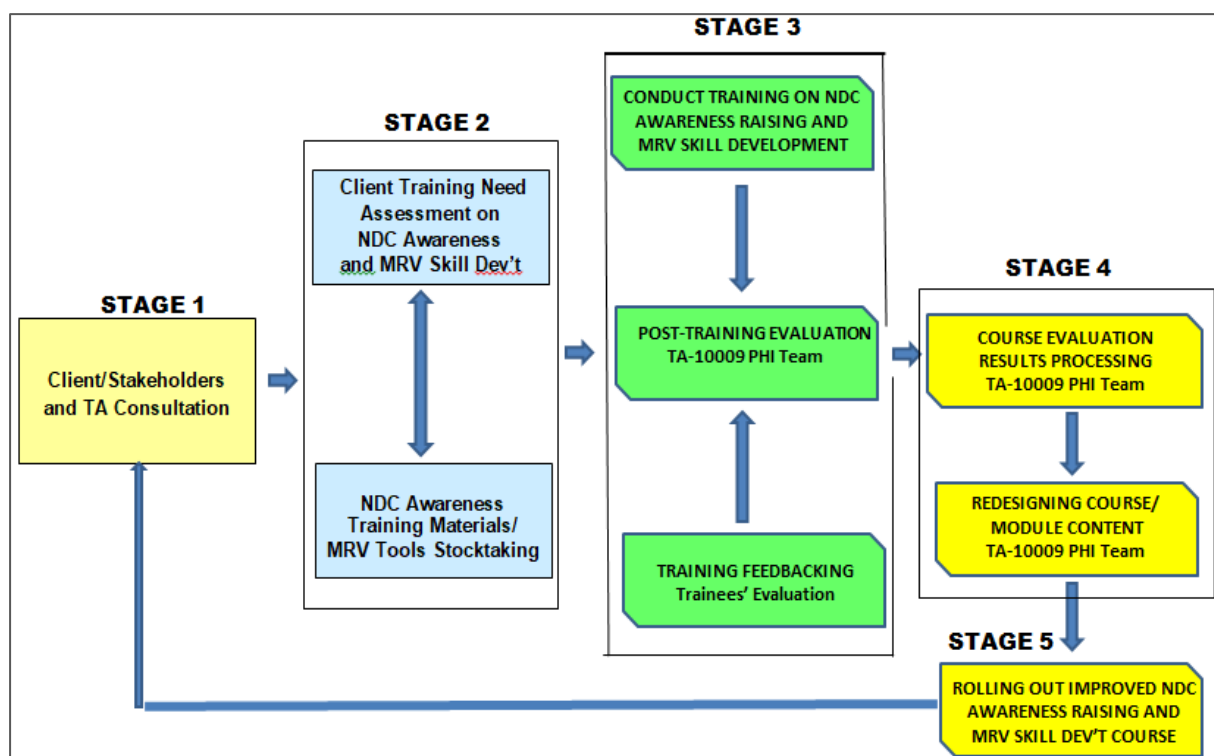 STAGE 1
Client/Stakeholders
and TA Consultation
STAGE 2
Client Training Need
Assessment on
NDC Awareness
and MRV Skill Dev't
NDC Awareness
Training Materials/
MRV Tools Stocktaking
STAGE 3
CONDUCT TRAINING ON NDC
AWARENESS RAISING AND
MRV SKILL DEVELOPMENT
POST-TRAINING EVALUATION
TA-10009 PHI Team
TRAINING FEEDBACKING
Trainees' Evaluation
STAGE 4
COURSE EVALUATION
RESULTS PROCESSING
TA-10009 PHI Team
REDESIGNING COURSE/
MODULE CONTENT
TA-10009 PHI Team
STAGE 5
ROLLING OUT IMPROVED NDC
AWARENESS RAISING AND
MRV SKILL DEV'T COURSE